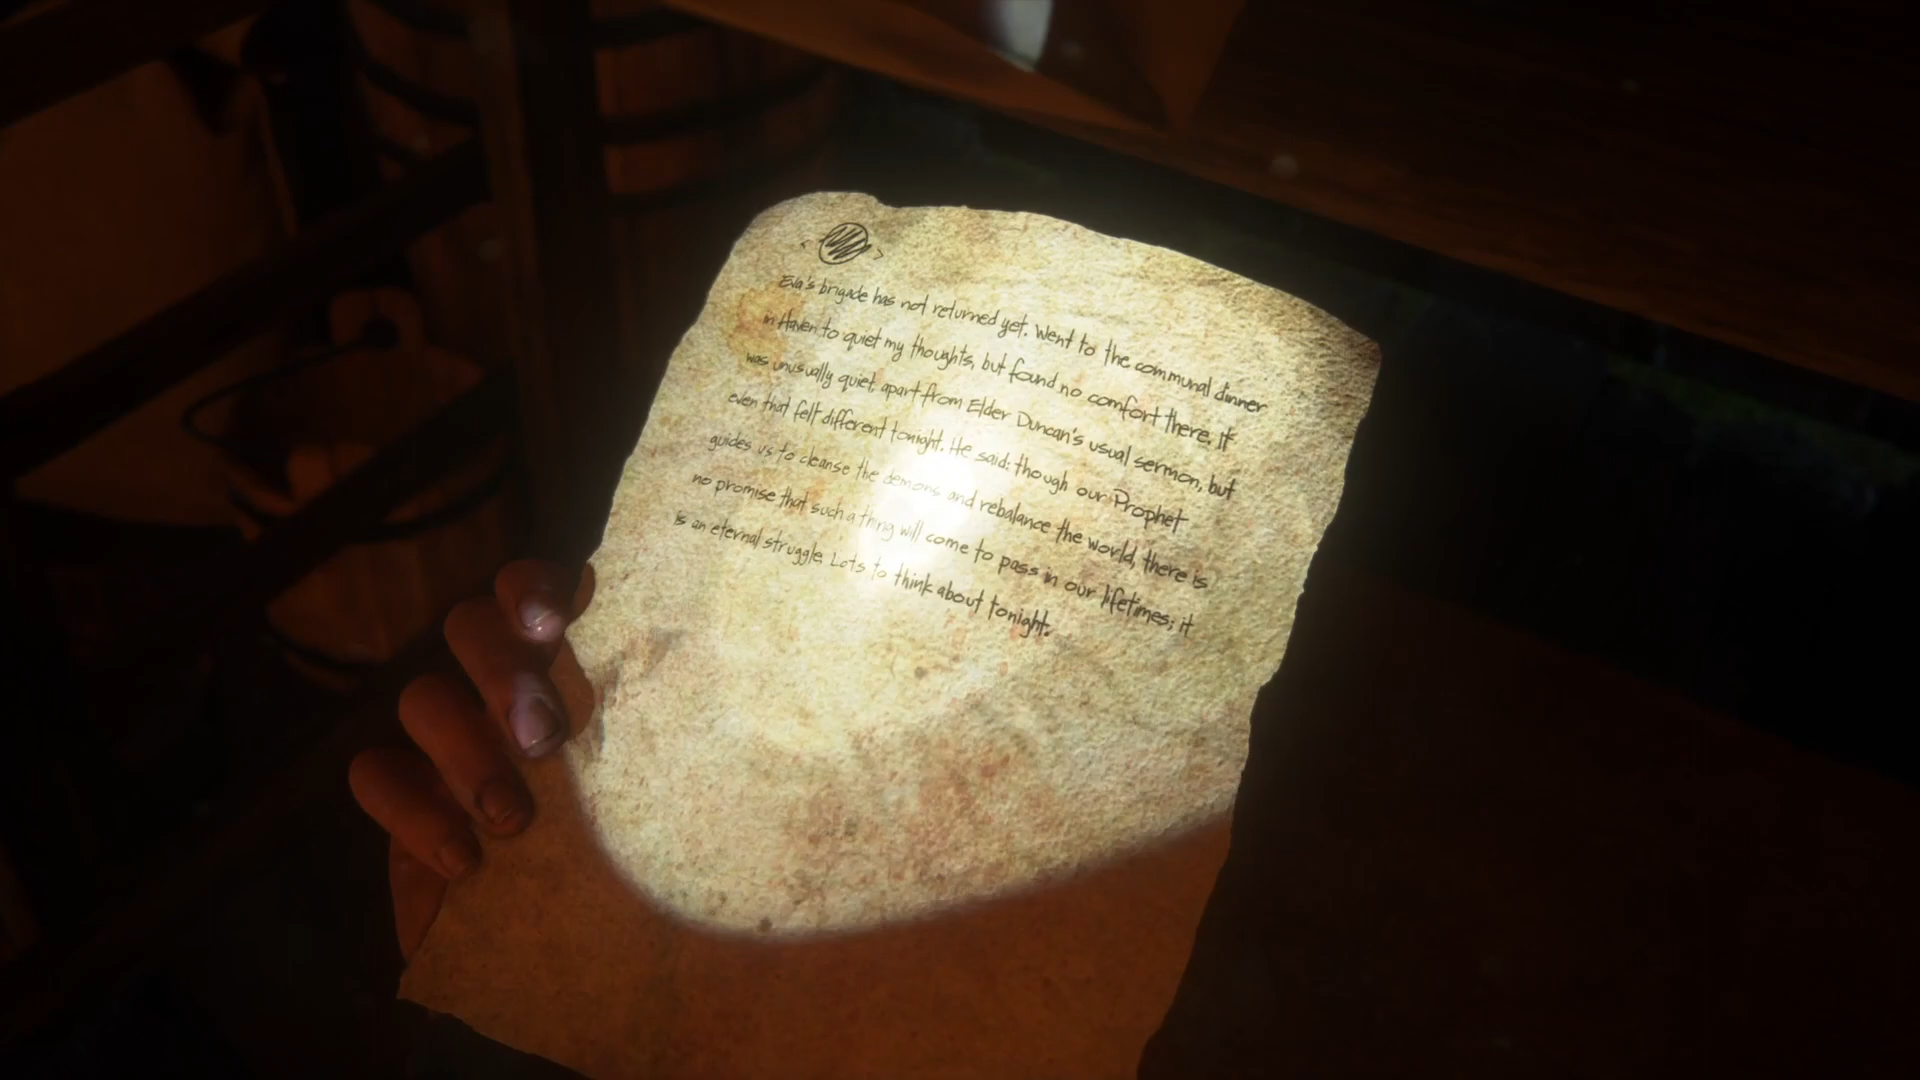 Eva's brigade has not returned yet. Went to the communal dinner
in Haven to quiet my thoughts, but found no comfort there. It
was unusually quiet, apart from Elder Duncan's usual sermon, but
even that felt different tonight. He said: though our Prophet
guides us to cleanse the demons and rebalance the world, there is
no promise that such a thing will come to pass in our lifetimes; it
is an eternal struggle. Lots to think about tonight.